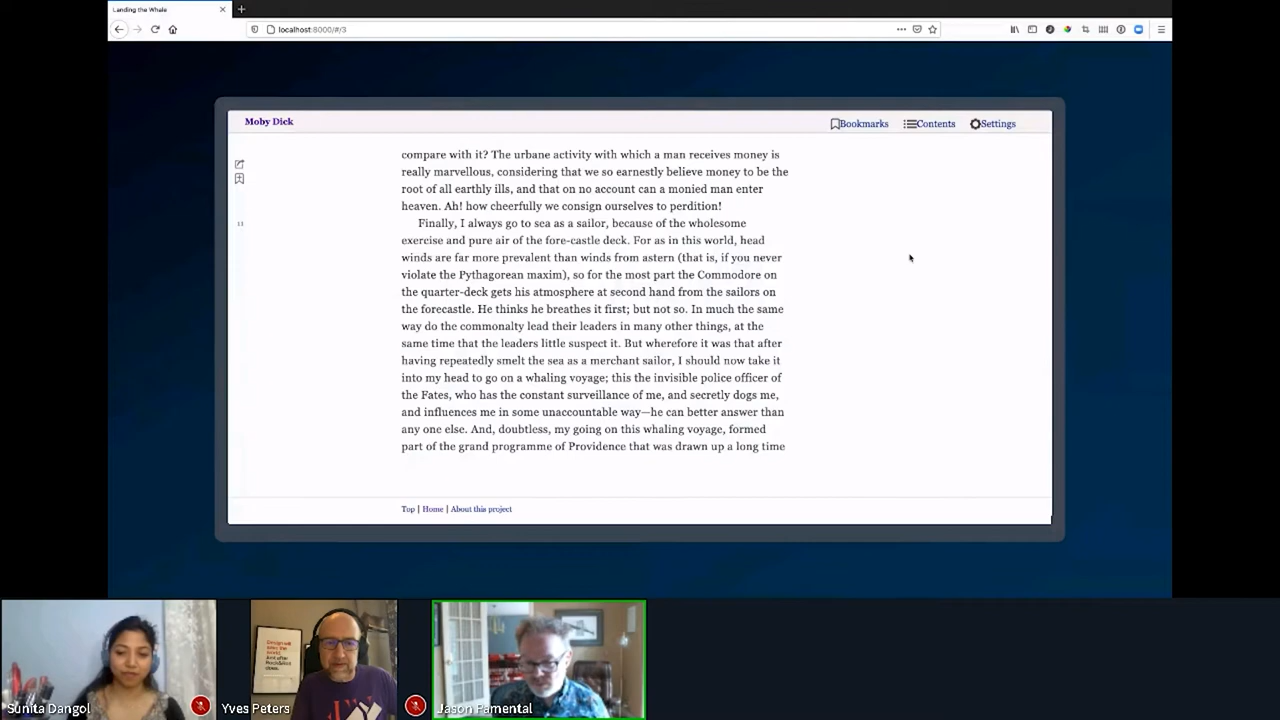 Landing the Whale
localhost:8000/#/3
Moby Dick
Bookmarks
Contents
Settings
compare with it? The urbane activity with which a man receives money is
really marvellous, considering that we so earnestly believe money to be the
root of all earthly ills, and that on no account can a monied man enter
heaven. Ah! how cheerfully we consign ourselves to perdition!
11
Finally, I always go to sea as a sailor, because of the wholesome
exercise and pure air of the fore-castle deck. For as in this world, head
winds are far more prevalent than winds from astern (that is, if you never
violate the Pythagorean maxim), so for the most part the Commodore on
the quarter-deck gets his atmosphere at second hand from the sailors on
the forecastle. He thinks he breathes it first; but not so. In much the same
way do the commonalty lead their leaders in many other things, at the
same time that the leaders little suspect it. But wherefore it was that after
having repeatedly smelt the sea as a merchant sailor, I should now take it
into my head to go on a whaling voyage; this the invisible police officer of
the Fates, who has the constant surveillance of me, and secretly dogs me,
and influences me in some unaccountable way—he can better answer than
any one else. And, doubtless, my going on this whaling voyage, formed
part of the grand programme of Providence that was drawn up a long time
Top | Home | About this project
Sunita Dangol
Yves Peters
Jason Pamental